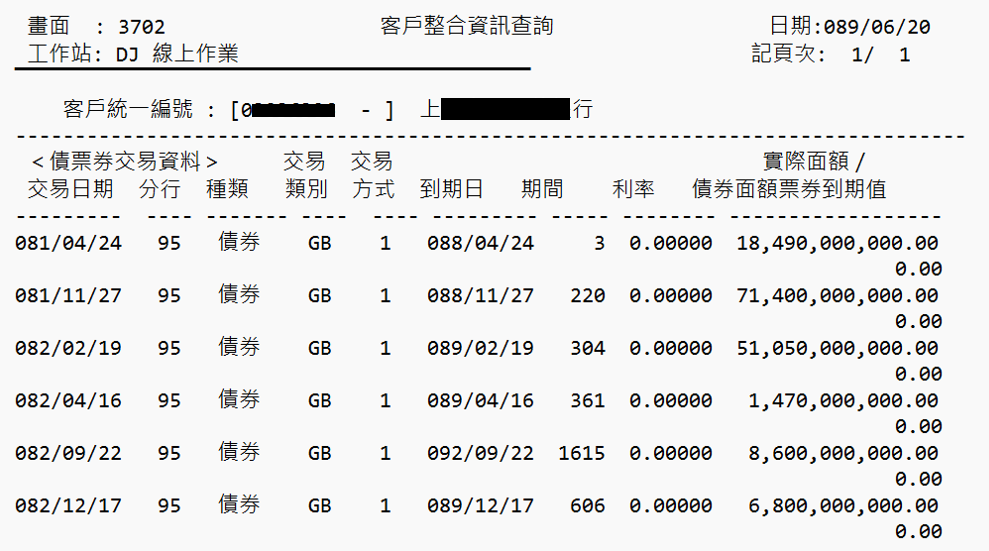 畫面 : 3702 客戶整合資訊查詢 日期:089/06/20
工作站: DJ 線上作業 記頁次: 1/ 1
客戶統一編號 : [0 - ] 上 行
-------------------------------------------------------------------------------
<債票券交易資料> 交易 交易 實際面額/
交易日期 分行 種類 類別 方式 到期日 期間 利率 債券面額票券到期值
--------- ---- ------- ---- ---- --------- ----- ------- ------------------
081/04/24 95 債券 GB 1 088/04/24 3 0.00000 18,490,000,000.00
0.00
081/11/27 95 債券 GB 1 088/11/27 220 0.00000 71,400,000,000.00
0.00
082/02/19 95 債券 GB 1 089/02/19 304 0.00000 51,050,000,000.00
0.00
082/04/16 95 債券 GB 1 089/04/16 361 0.00000 1,470,000,000.00
0.00
082/09/22 95 債券 GB 1 092/09/22 1615 0.00000 8,600,000,000.00
0.00
082/12/17 95 債券 GB 1 089/12/17 606 0.00000 6,800,000,000.00
0.00